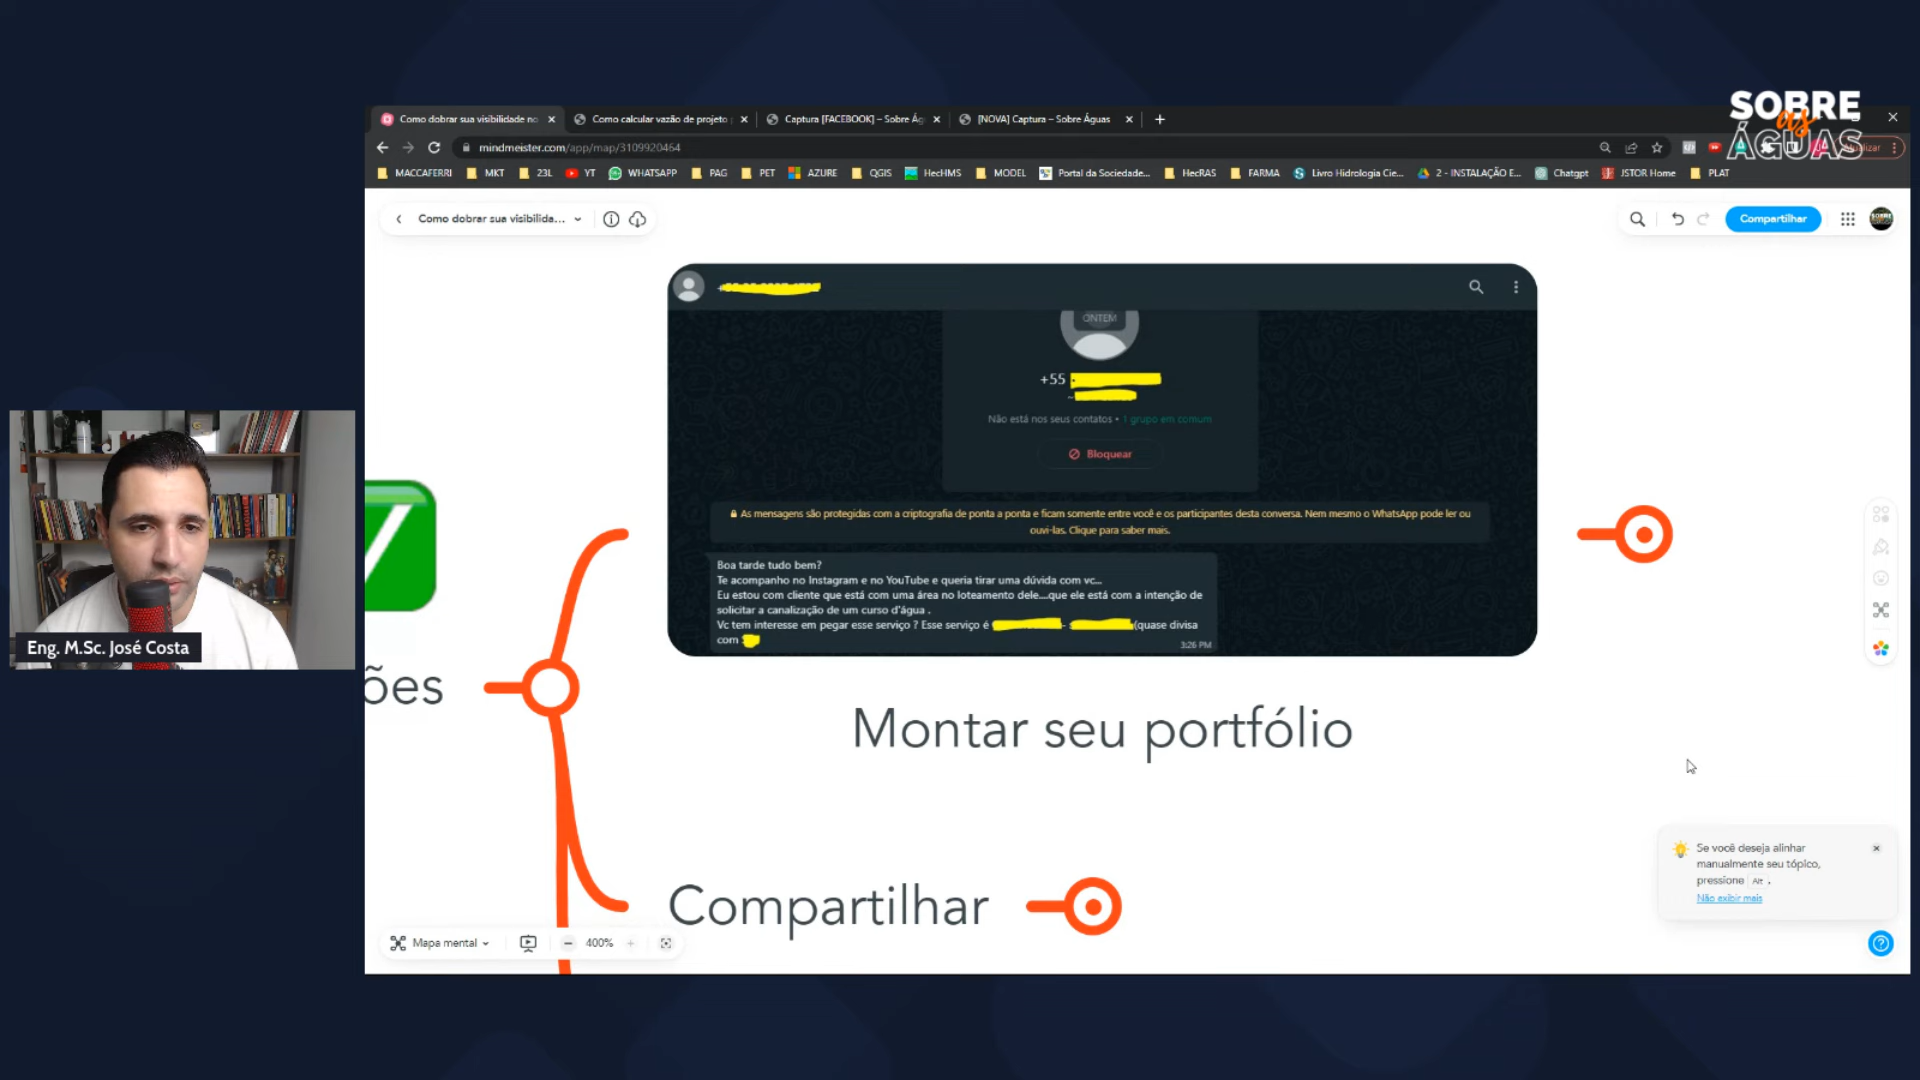 SOBRE
as
ÁGUAS
Como dobrar sua visibilidade no
Como calcular vazão de projeto
Captura [FACEBOOK] – Sobre Ág
[NOVA] Captura – Sobre Águas
mindmeister.com/app/map/3109920464
MACCAFERRI MKT 23L YT WHATSAPP PAG PET AZURE QGIS HecHMS MODEL Portal da Sociedade... HecRAS FARMA Livro Hidrologia Cie... 2 - INSTALAÇÃO E... Chatgpt JSTOR Home PLAT
Como dobrar sua visibilida...
Compartilhar
ONTEM
+55
Não está nos seus contatos • 1 grupo em comum
Bloquear
As mensagens são protegidas com a criptografia de ponta a ponta e ficam somente entre você e os participantes desta conversa. Nem mesmo o WhatsApp pode ler ou
ouvi-las. Clique para saber mais.
Boa tarde tudo bem?
Te acompanho no Instagram e no YouTube e queria tirar uma dúvida com vc...
Eu estou com cliente que está com uma área no loteamento dele....que ele está com a intenção de
solicitar a canalização de um curso d'água .
Vc tem interesse em pegar esse serviço ? Esse serviço é - (quase divisa
com
3:26 PM
Eng. M.Sc. José Costa
ões
Montar seu portfólio
Compartilhar
Se você deseja alinhar
manualmente seu tópico,
pressione Alt .
Não exibir mais
Mapa mental
400%